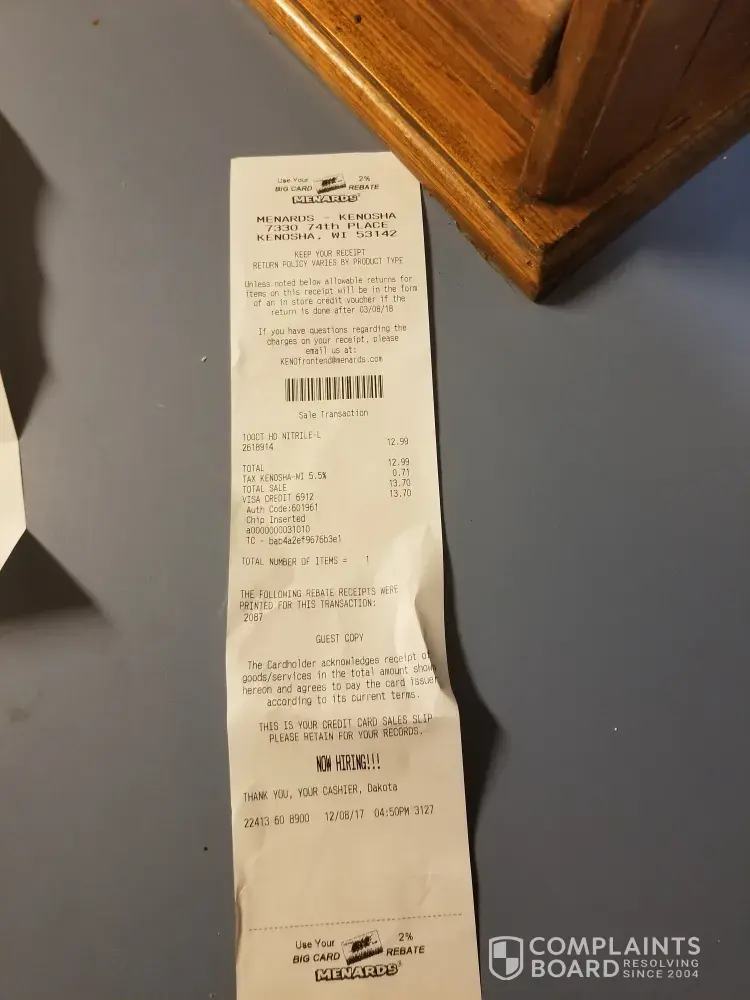 Use Your 2%
BIG CARD REBATE
MENARDS
MENARDS - KENOSHA
7330 74th PLACE
KENOSHA, WI 53142
KEEP YOUR RECEIPT
RETURN POLICY VARIES BY PRODUCT TYPE
Unless noted below allowable returns for
items on this receipt will be in the form
of an in store credit voucher if the
return is done after 03/08/18
If you have questions regarding the
charges on your receipt, please
email us at:
KENOfrontend@menards.com
Sale Transaction
100CT HD NITRILE-L
2618914 12.99
TOTAL 12.99
TAX KENOSHA-WI 5.5% 0.71
TOTAL SALE 13.70
VISA CREDIT 6912 13.70
Auth Code:601961
Chip Inserted
a0000000031010
TC - bab4a2ef9676b3e1
TOTAL NUMBER OF ITEMS = 1
THE FOLLOWING REBATE RECEIPTS WERE
PRINTED FOR THIS TRANSACTION:
2087
GUEST COPY
The Cardholder acknowledges receipt of
goods/services in the total amount shown
hereon and agrees to pay the card issuer
according to its current terms.
THIS IS YOUR CREDIT CARD SALES SLIP
PLEASE RETAIN FOR YOUR RECORDS.
NOW HIRING!!!
THANK YOU, YOUR CASHIER, Dakota
22413 60 8900 12/08/17 04:50PM 3127
Use Your 2%
BIG CARD REBATE
MENARDS
COMPLAINTS
BOARD RESOLVING
SINCE 2004